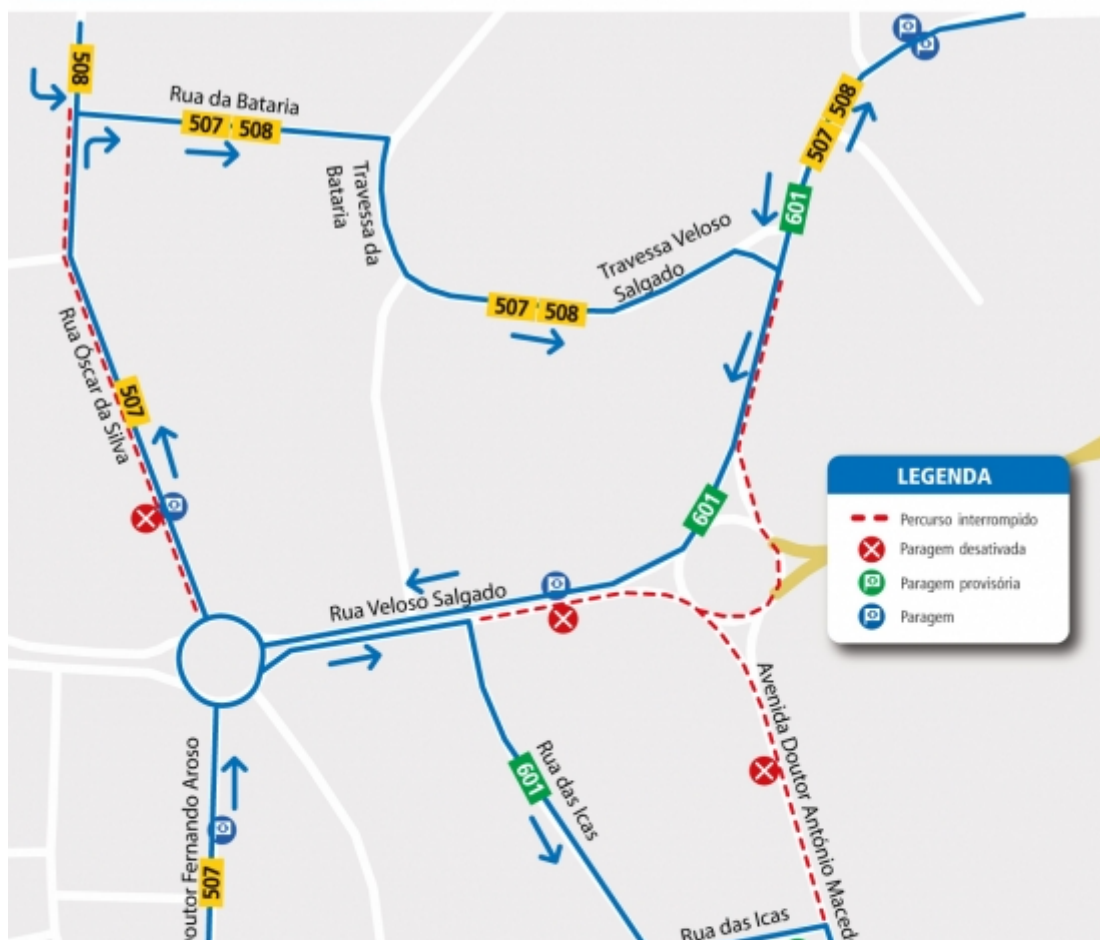 508
Rua da Bataria
507 508
507 508
601
Travessa da
Bataria
Travessa Veloso
Salgado
507 508
Rua Óscar da Silva
507
LEGENDA
Percurso interrompido
Paragem desativada
Paragem provisória
Paragem
601
Rua Veloso Salgado
Avenida Doutor António Maced
Rua das Icas
601
outor Fernando Aroso
507
Rua das Icas